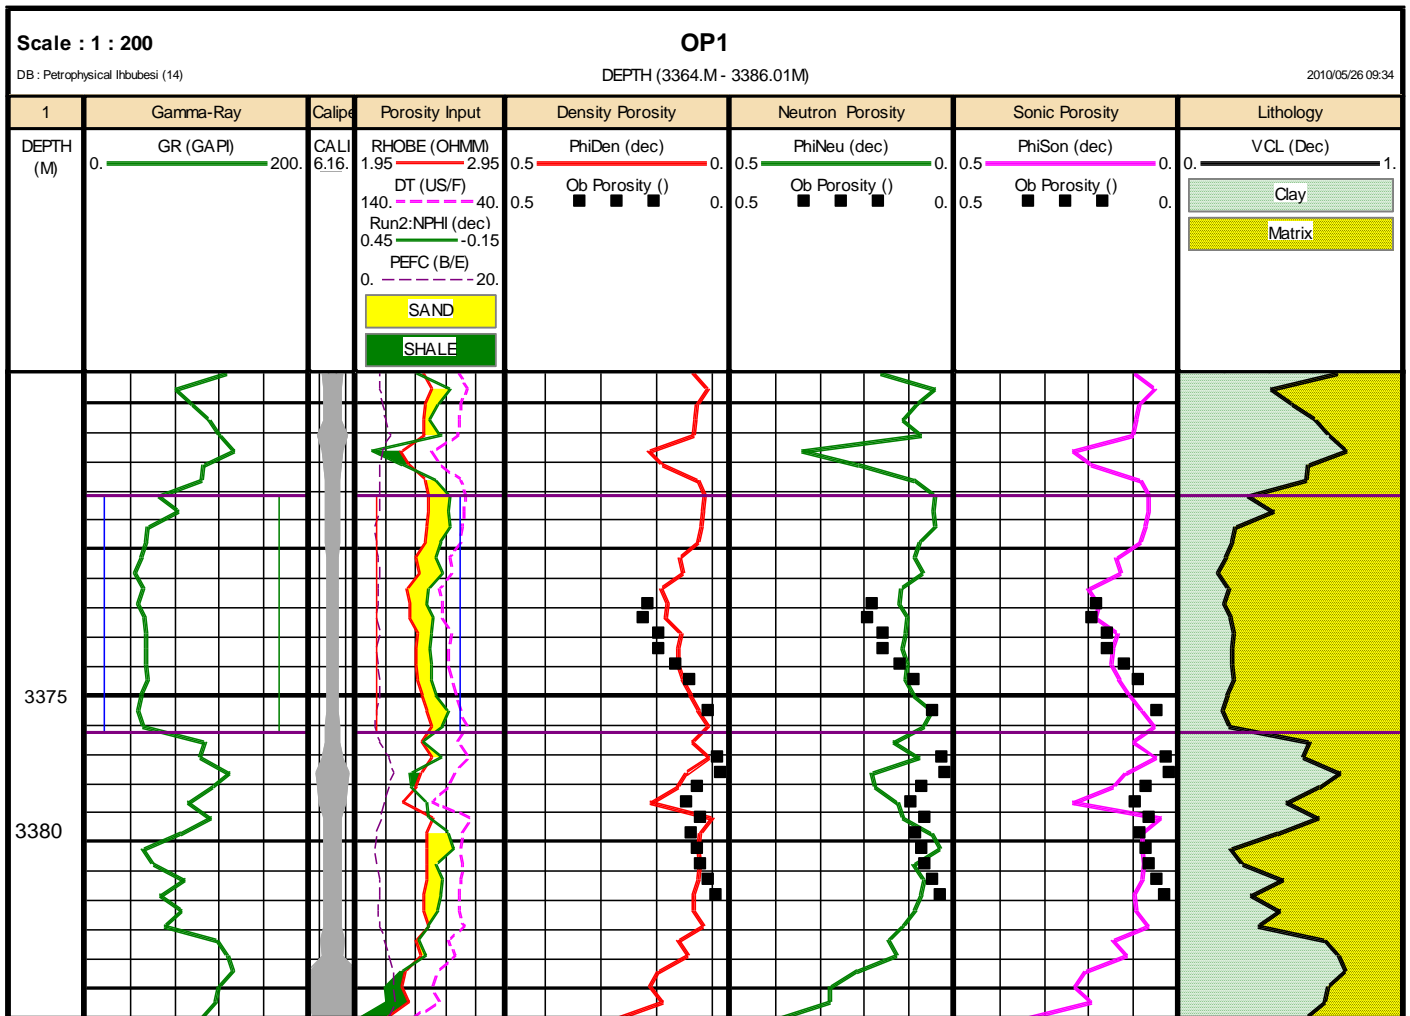 Scale : 1 : 200
OP1
DB : Petrophysical Ihbubesi (14)
DEPTH (3364.M - 3386.01M)
2010/05/26 09:34
1
Gamma-Ray
Calipe
Porosity Input
Density Porosity
Neutron Porosity
Sonic Porosity
Lithology
DEPTH
(M)
GR (GAPI)
0. 200.
CALI
6.16.
RHOBE (OHMM)
1.95 2.95
DT (US/F)
140. 40.
Run2:NPHI (dec)
0.45 -0.15
PEFC (B/E)
0. 20.
SAND
SHALE
PhiDen (dec)
0.5 0.
Ob Porosity ()
0.5 0.
PhiNeu (dec)
0.5 0.
Ob Porosity ()
0.5 0.
PhiSon (dec)
0.5 0.
Ob Porosity ()
0.5 0.
VCL (Dec)
0. 1.
Clay
Matrix
3375
3380